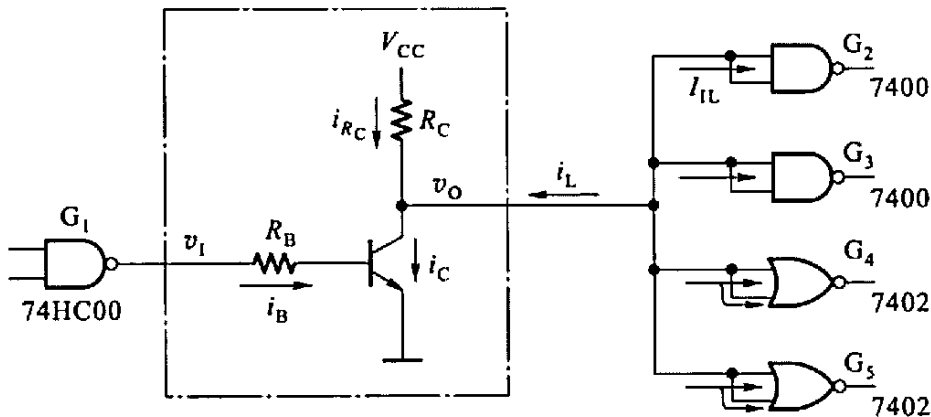 V_CC
i_RC
R_C
v_O
i_L
G_1
v_I
R_B
i_B
i_C
74HC00
G_2
I_IL
7400
G_3
7400
G_4
7402
G_5
7402